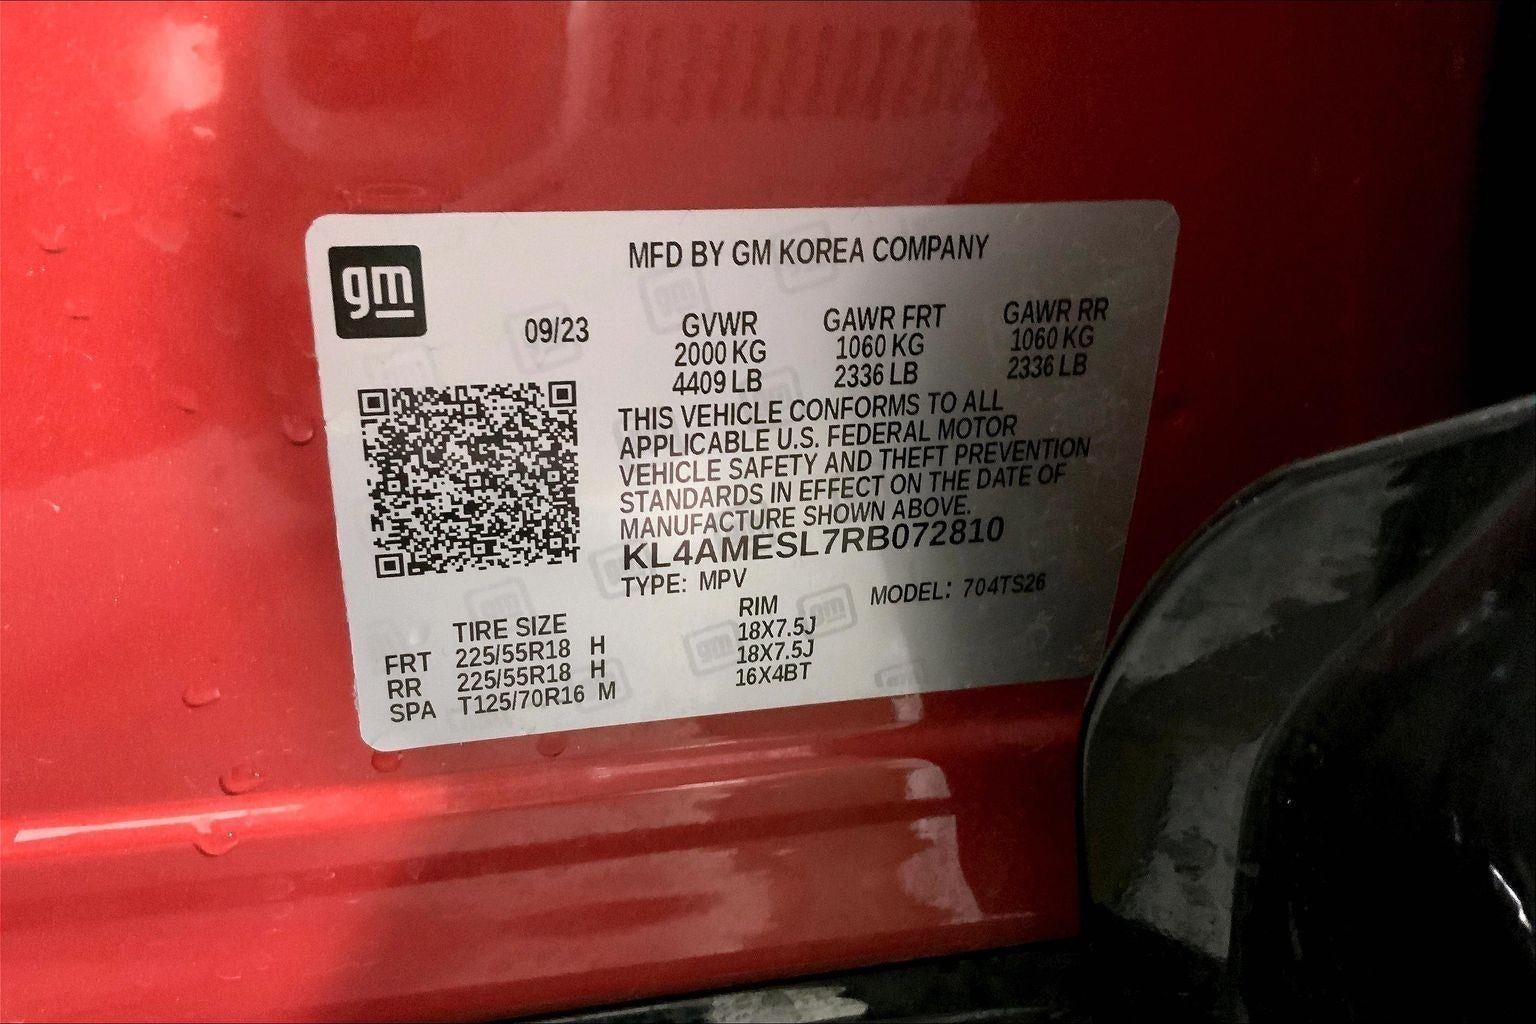 gm
MFD BY GM KOREA COMPANY
09/23 GVWR GAWR FRT GAWR RR
2000 KG 1060 KG 1060 KG
4409 LB 2336 LB 2336 LB
THIS VEHICLE CONFORMS TO ALL
APPLICABLE U.S. FEDERAL MOTOR
VEHICLE SAFETY AND THEFT PREVENTION
STANDARDS IN EFFECT ON THE DATE OF
MANUFACTURE SHOWN ABOVE.
KL4AMESL7RB072810
TYPE: MPV MODEL: 704TS26
TIRE SIZE RIM
FRT 225/55R18 H 18X7.5J
RR 225/55R18 H 18X7.5J
SPA T125/70R16 M 16X4BT